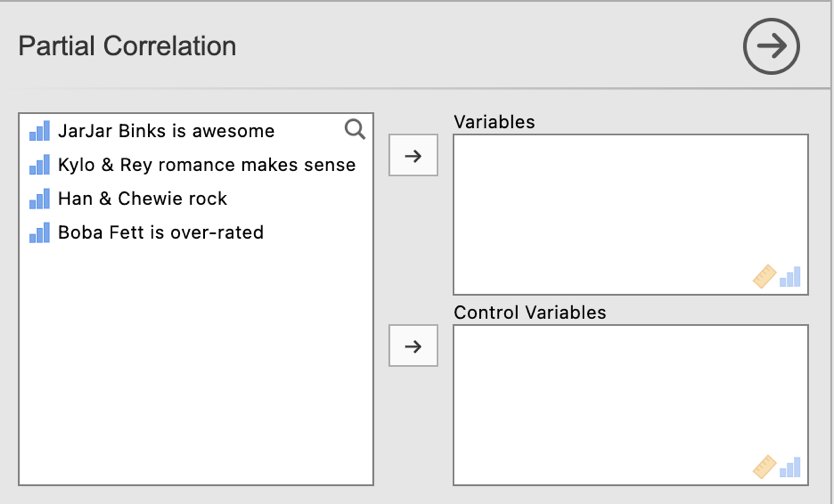 Partial Correlation
JarJar Binks is awesome
Kylo & Rey romance makes sense
Han & Chewie rock
Boba Fett is over-rated
Variables
Control Variables